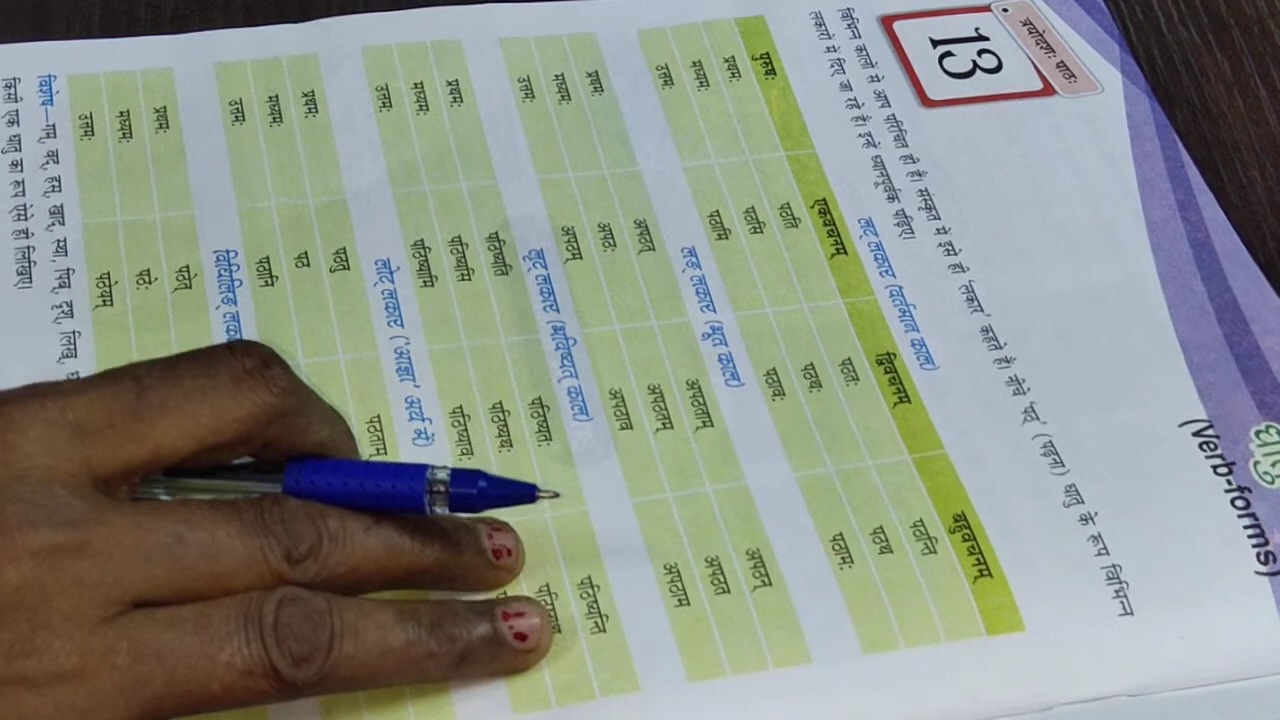 त्रयोदशः पाठः
13
धातु
(Verb-forms)
विभिन्न कालों से आप परिचित ही हैं। संस्कृत में इसे ही 'लकार' कहते हैं। नीचे 'पठ्' (पढ़ना) धातु के रूप विभिन्न
लकारों में दिए जा रहे हैं। इन्हें ध्यानपूर्वक पढ़िए।
लट् लकार (वर्तमान काल)
पुरुषः एकवचनम् द्विवचनम् बहुवचनम्
प्रथमः पठति पठतः पठन्ति
मध्यमः पठसि पठथः पठथ
उत्तमः पठामि पठावः पठामः
लङ् लकार (भूत काल)
प्रथमः अपठत् अपठताम् अपठन्
मध्यमः अपठः अपठतम् अपठत
उत्तमः अपठम् अपठाव अपठाम
लृट् लकार (भविष्यत् काल)
प्रथमः पठिष्यति पठिष्यतः पठिष्यन्ति
मध्यमः पठिष्यसि पठिष्यथः
उत्तमः पठिष्यामि पठिष्यावः
लोट् लकार ('आज्ञा' अर्थ में)
प्रथमः पठतु पठताम्
मध्यमः पठ
उत्तमः पठानि
विधिलिङ् लकार
प्रथमः पठेत्
मध्यमः पठेः
उत्तमः पठेयम्
विशेष—गम्, वद्, हस्, खाद्, स्था, पिब्, दृश्, लिख्,
किसी एक धातु का रूप ऐसे ही लिखिए।